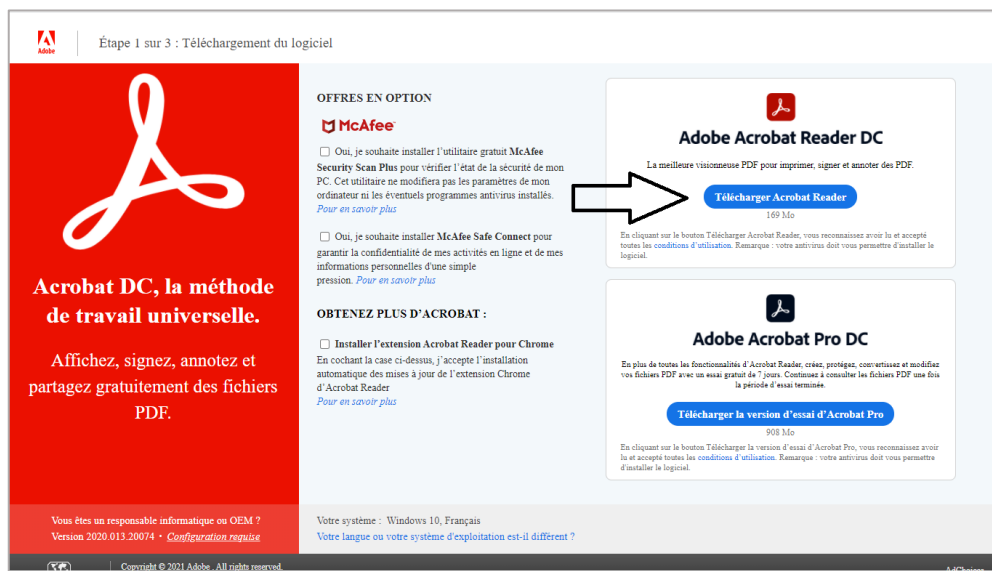 Adobe
Étape 1 sur 3 : Téléchargement du logiciel
Acrobat DC, la méthode
de travail universelle.
Affichez, signez, annotez et
partagez gratuitement des fichiers
PDF.
OFFRES EN OPTION
McAfee
Oui, je souhaite installer l'utilitaire gratuit McAfee
Security Scan Plus pour vérifier l'état de la sécurité de mon
PC. Cet utilitaire ne modifiera pas les paramètres de mon
ordinateur ni les éventuels programmes antivirus installés.
Pour en savoir plus
Oui, je souhaite installer McAfee Safe Connect pour
garantir la confidentialité de mes activités en ligne et de mes
informations personnelles d'une simple
pression. Pour en savoir plus
OBTENEZ PLUS D'ACROBAT :
Installer l'extension Acrobat Reader pour Chrome
En cochant la case ci-dessus, j'accepte l'installation
automatique des mises à jour de l'extension Chrome
d'Acrobat Reader
Pour en savoir plus
Adobe Acrobat Reader DC
La meilleure visionneuse PDF pour imprimer, signer et annoter des PDF.
Télécharger Acrobat Reader
169 Mo
En cliquant sur le bouton Télécharger Acrobat Reader, vous reconnaissez avoir lu et accepté
toutes les conditions d'utilisation. Remarque : votre antivirus doit vous permettre d'installer le
logiciel.
Adobe Acrobat Pro DC
En plus de toutes les fonctionnalités d'Acrobat Reader, créez, protégez, convertissez et modifiez
vos fichiers PDF avec un essai gratuit de 7 jours. Continuez à consulter les fichiers PDF une fois
la période d'essai terminée.
Télécharger la version d'essai d'Acrobat Pro
908 Mo
En cliquant sur le bouton Télécharger la version d'essai d'Acrobat Pro, vous reconnaissez avoir
lu et accepté toutes les conditions d'utilisation. Remarque : votre antivirus doit vous permettre
d'installer le logiciel.
Vous êtes un responsable informatique ou OEM ?
Version 2020.013.20074 • Configuration requise
Votre système : Windows 10, Français
Votre langue ou votre système d'exploitation est-il différent ?
Copyright © 2021 Adobe . All rights reserved.
AdChoices